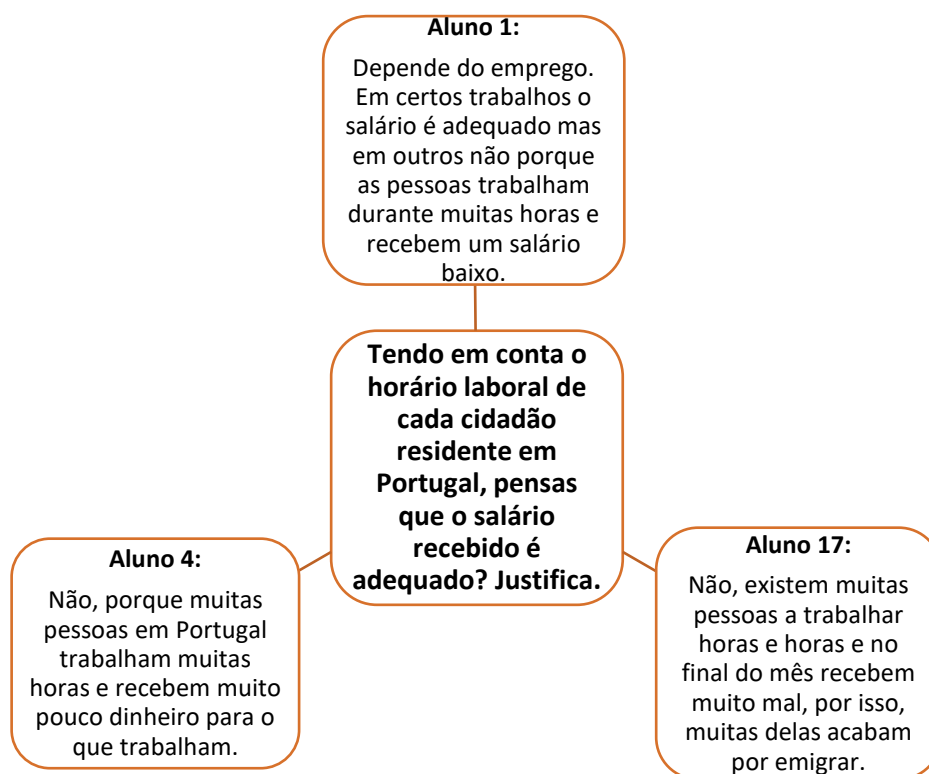 Aluno 1:
Depende do emprego.
Em certos trabalhos o
salário é adequado mas
em outros não porque
as pessoas trabalham
durante muitas horas e
recebem um salário
baixo.
Tendo em conta o
horário laboral de
cada cidadão
residente em
Portugal, pensas
que o salário
recebido é
adequado? Justifica.
Aluno 4:
Não, porque muitas
pessoas em Portugal
trabalham muitas
horas e recebem muito
pouco dinheiro para o
que trabalham.
Aluno 17:
Não, existem muitas
pessoas a trabalhar
horas e horas e no
final do mês recebem
muito mal, por isso,
muitas delas acabam
por emigrar.